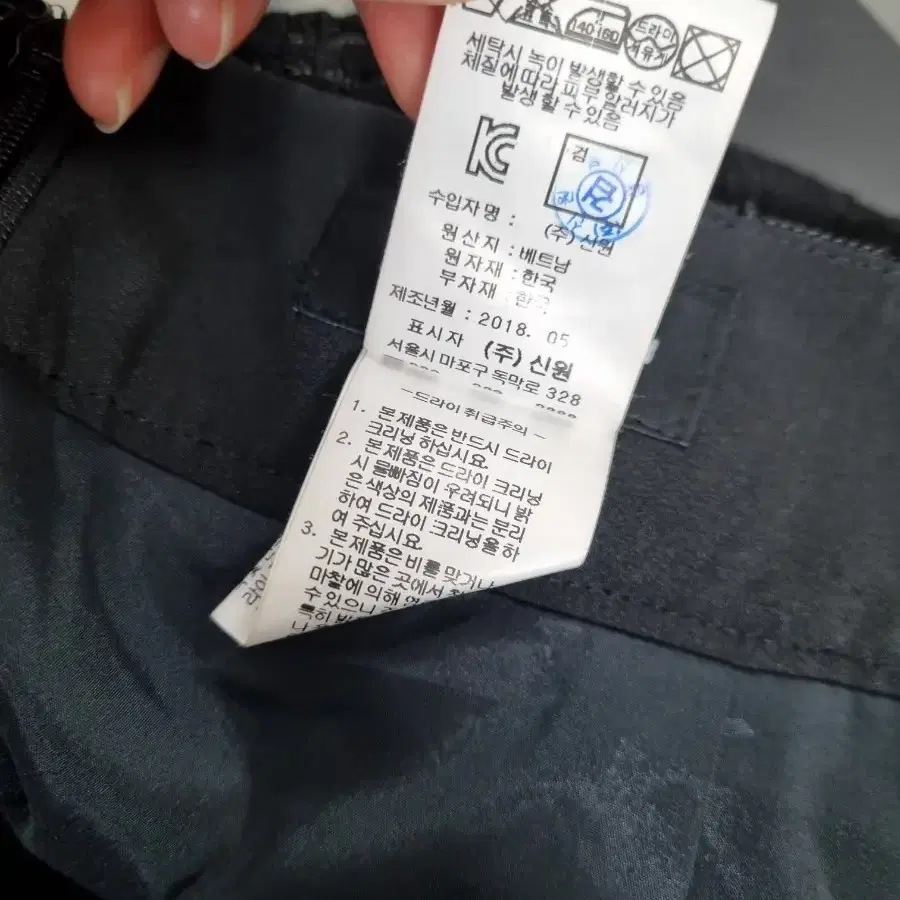 140~160
드라이
석유계
세탁시 녹이 발생할 수 있음
체질에 따라 피부 알러지가
발생 할 수 있음
검
수입자명 : (주)신원
원산지 : 베트남
원자재 : 한국
부자재 : 한국
제조년월 : 2018. 05
표시자 (주) 신원
서울시 마포구 독막로 328
–드라이 취급주의 –
1. 본 제품은 반드시 드라이
크리닝 하십시요.
2. 본 제품은 드라이 크리닝
시 물빠짐이 우려되니 밝
은 색상의 제품과는 분리
하여 드라이 크리닝을 하
여 주십시요.
3. 본 제품은 비를 맞거나
기가 많은 곳에서
마찰에 의해
수 있으니